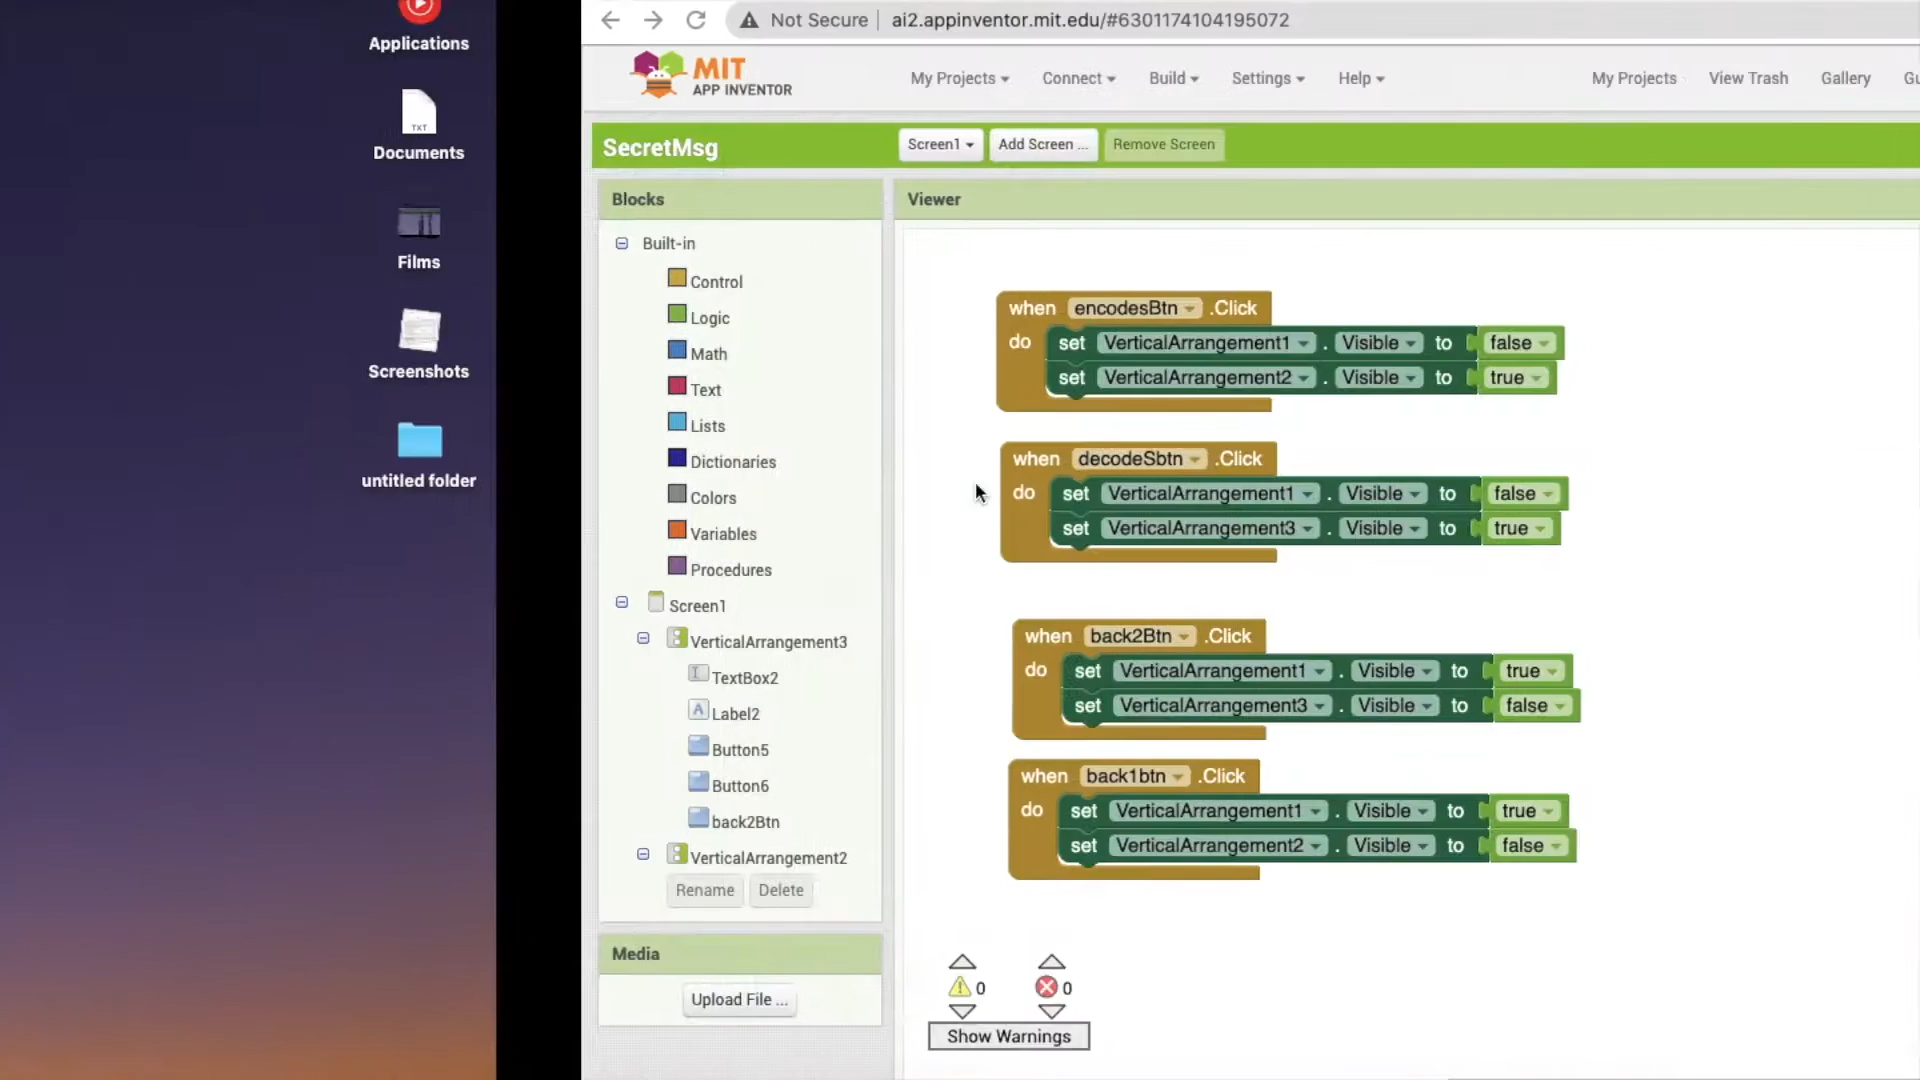 Applications
TXT
Documents
Films
Screenshots
untitled folder
Not Secure | ai2.appinventor.mit.edu/#6301174104195072
MIT
APP INVENTOR
My Projects
Connect
Build
Settings
Help
My Projects
View Trash
Gallery
Gu
SecretMsg
Screen1
Add Screen ...
Remove Screen
Blocks
Built-in
Control
Logic
Math
Text
Lists
Dictionaries
Colors
Variables
Procedures
Screen1
VerticalArrangement3
TextBox2
A Label2
Button5
Button6
back2Btn
VerticalArrangement2
Rename
Delete
Media
Upload File ...
Viewer
when encodesBtn .Click
do set VerticalArrangement1 . Visible to false
set VerticalArrangement2 . Visible to true
when decodeSbtn .Click
do set VerticalArrangement1 . Visible to false
set VerticalArrangement3 . Visible to true
when back2Btn .Click
do set VerticalArrangement1 . Visible to true
set VerticalArrangement3 . Visible to false
when back1btn .Click
do set VerticalArrangement1 . Visible to true
set VerticalArrangement2 . Visible to false
0
0
Show Warnings